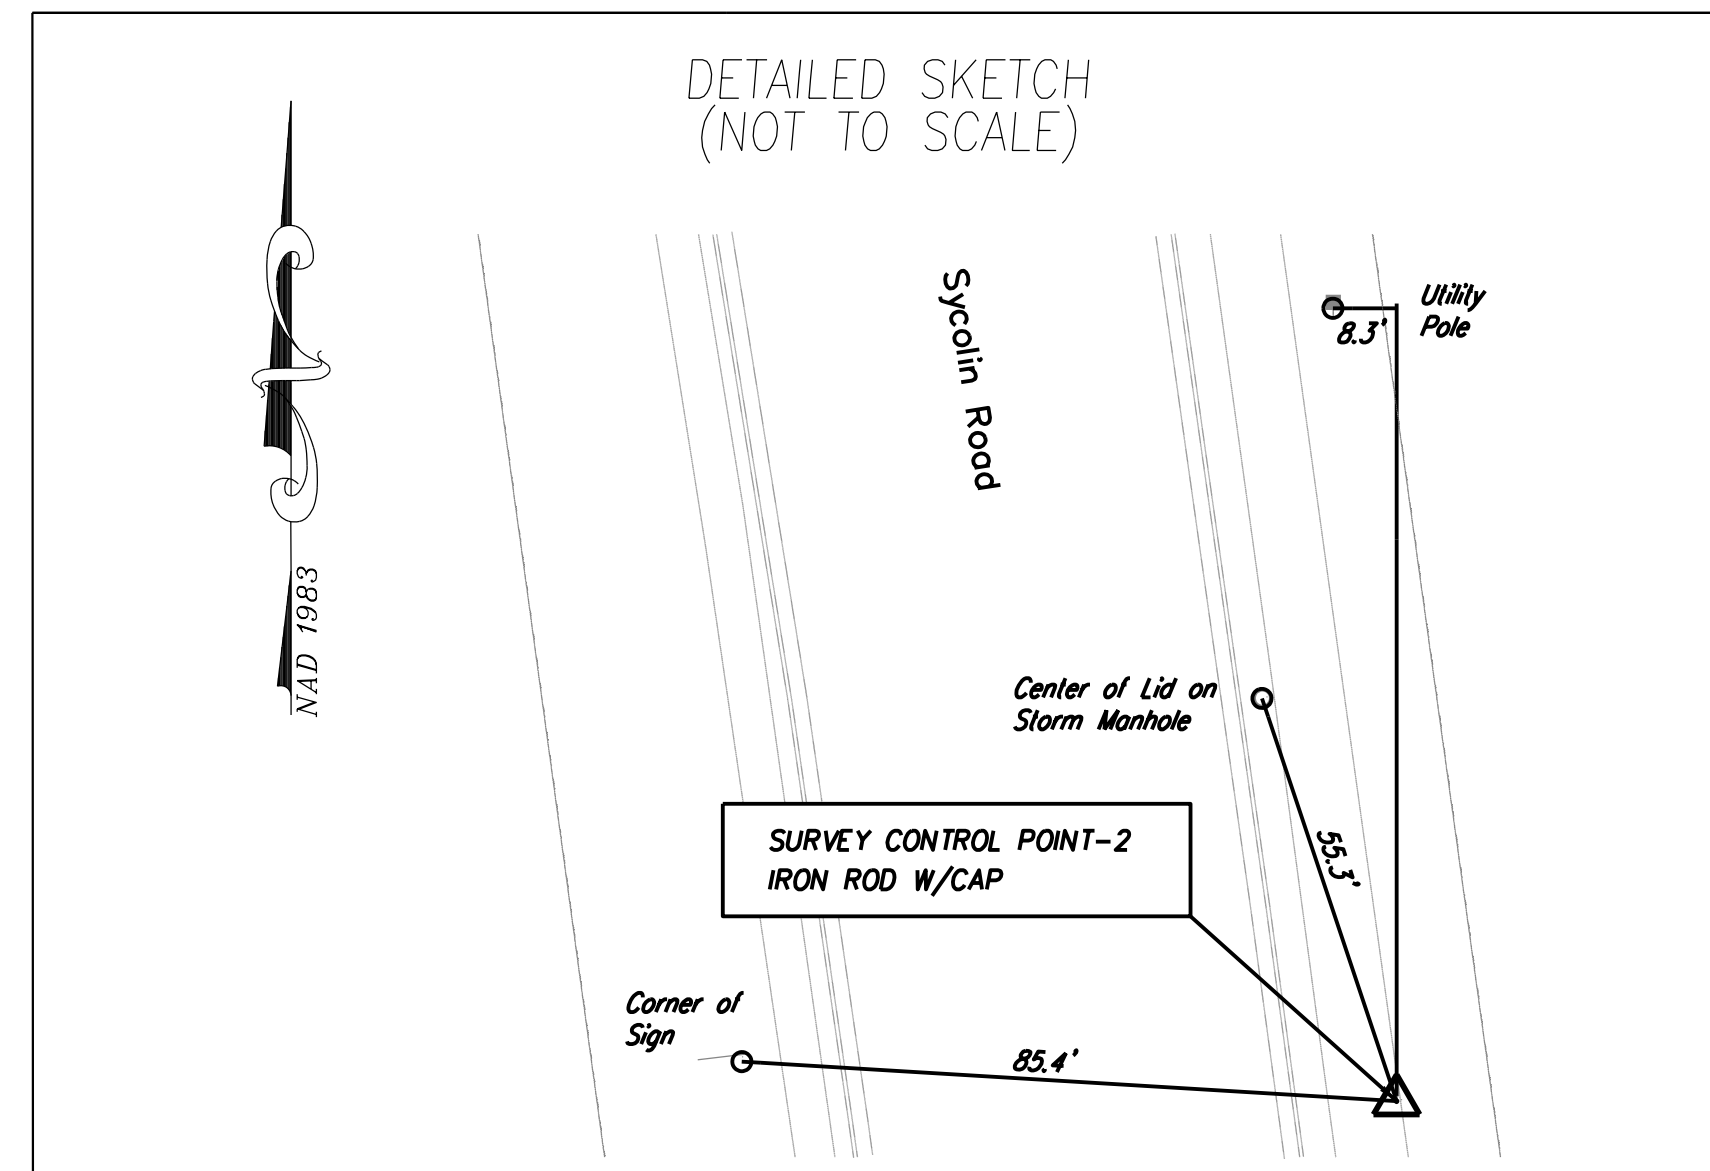 DETAILED SKETCH
(NOT TO SCALE)
Sycolin Road
Utility
Pole
8.3'
NAD 1983
Center of Lid on
Storm Manhole
55.3'
SURVEY CONTROL POINT-2
IRON ROD W/CAP
Corner of
Sign
85.4'